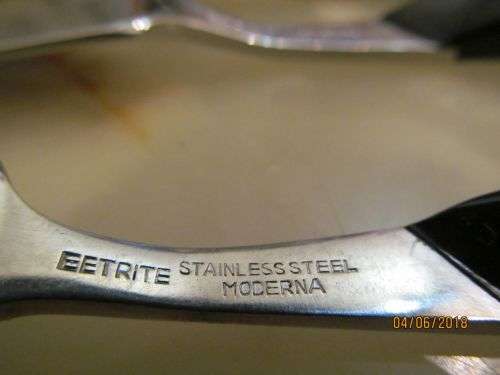 EETRITE STAINLESS STEEL
MODERNA
04/06/2018